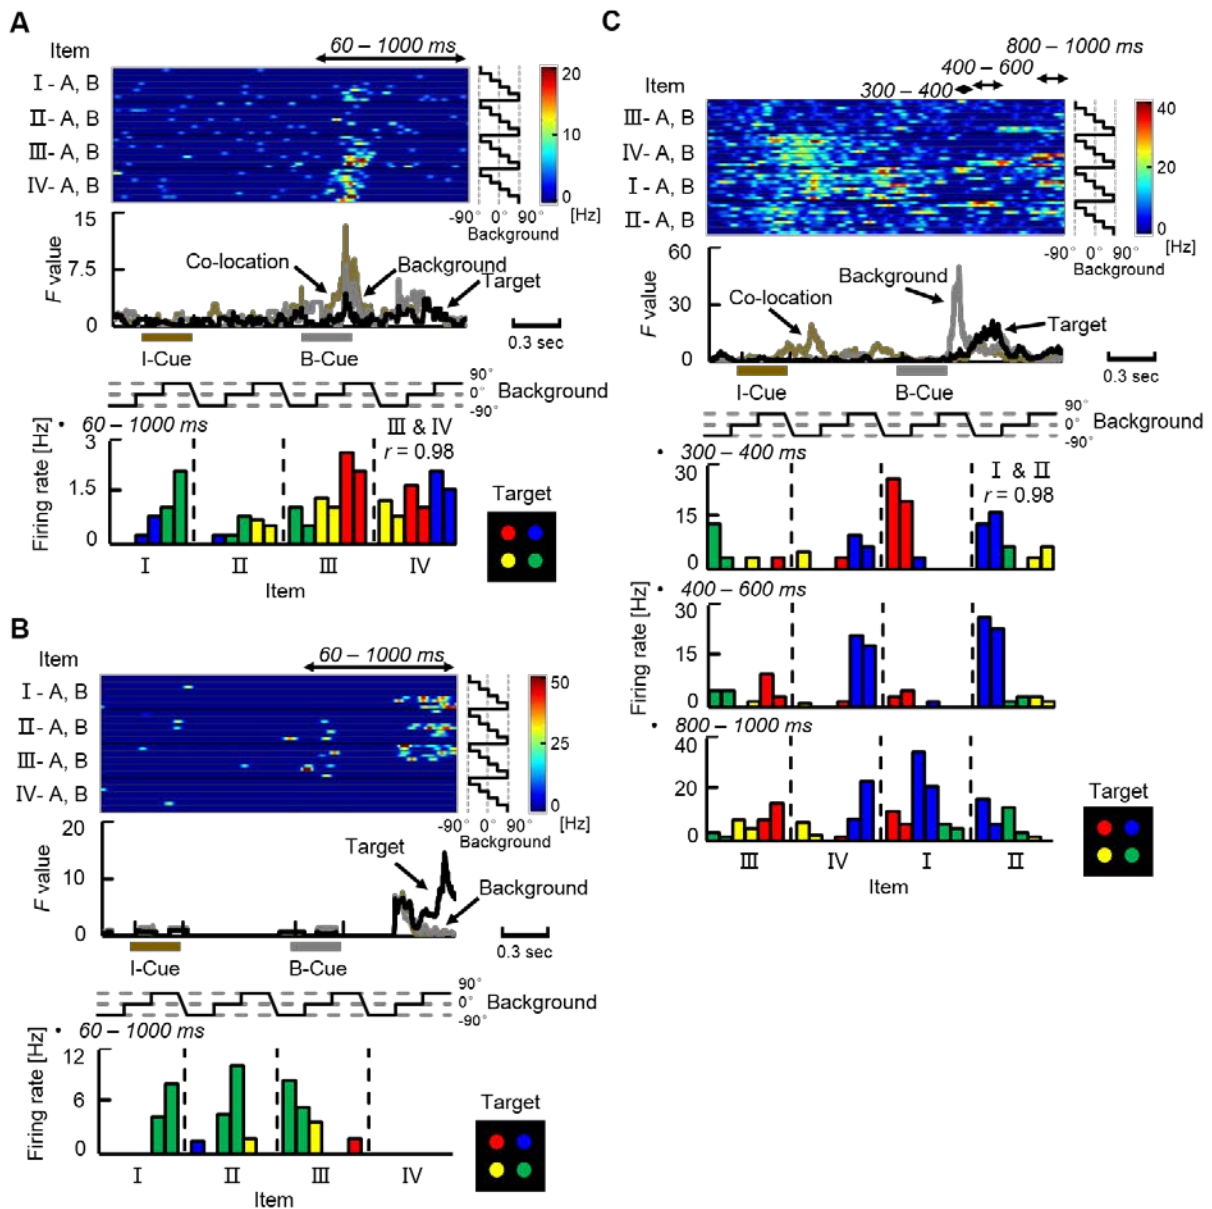 A
Item
60 – 1000 ms
I - A, B
II - A, B
III - A, B
IV - A, B
20
10
0
[Hz]
-90 0 90°
Background
15
7.5
0
F value
Co-location
Background
Target
0.3 sec
I-Cue
B-Cue
90°
0°
-90°
Background
• 60 – 1000 ms
III & IV
r = 0.98
3
1.5
0
Firing rate [Hz]
I
II
III
IV
Item
Target
B
Item
60 – 1000 ms
I - A, B
II - A, B
III - A, B
IV - A, B
50
25
0
[Hz]
-90° 0° 90°
Background
20
10
0
F value
Target
Background
0.3 sec
I-Cue
B-Cue
90°
0°
-90°
Background
• 60 – 1000 ms
12
6
0
Firing rate [Hz]
I
II
III
IV
Item
Target
C
800 – 1000 ms
400 – 600
300 – 400
Item
III - A, B
IV - A, B
I - A, B
II - A, B
40
20
0
[Hz]
-90° 0° 90°
Background
60
30
0
F value
Co-location
Background
Target
0.3 sec
I-Cue
B-Cue
90°
0°
-90°
Background
• 300 – 400 ms
I & II
r = 0.98
30
15
0
• 400 – 600 ms
30
15
0
Firing rate [Hz]
• 800 – 1000 ms
40
20
0
III
IV
I
II
Item
Target